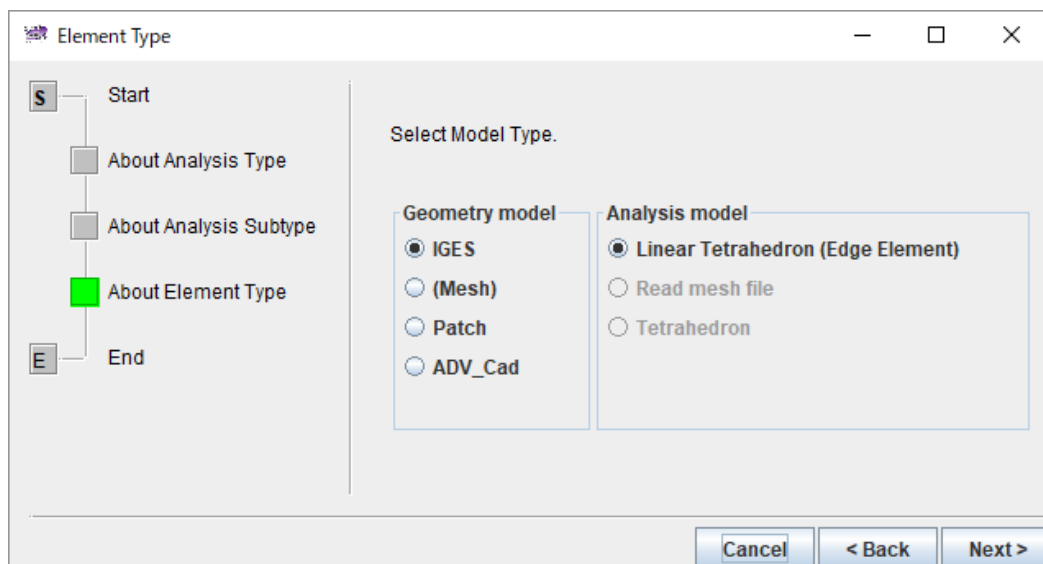 Element Type
S Start
About Analysis Type
About Analysis Subtype
About Element Type
E End
Select Model Type.
Geometry model
IGES
(Mesh)
Patch
ADV_Cad
Analysis model
Linear Tetrahedron (Edge Element)
Read mesh file
Tetrahedron
Cancel
< Back
Next >